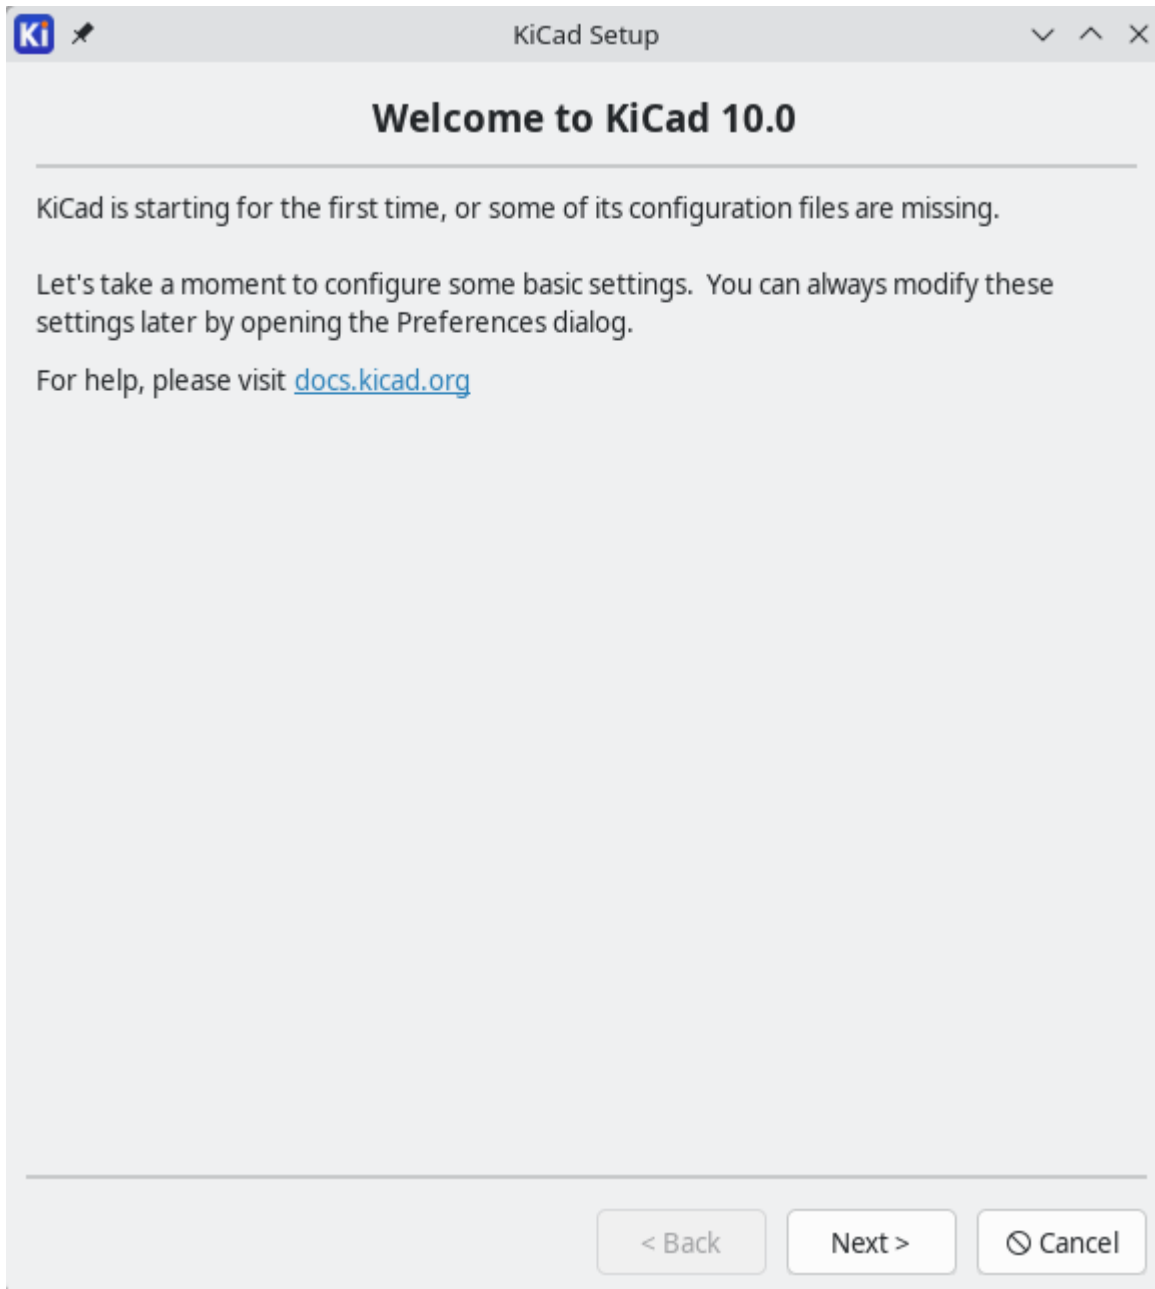 Ki KiCad Setup
Welcome to KiCad 10.0
KiCad is starting for the first time, or some of its configuration files are missing.
Let's take a moment to configure some basic settings.  You can always modify these
settings later by opening the Preferences dialog.
For help, please visit docs.kicad.org
< Back Next > Cancel